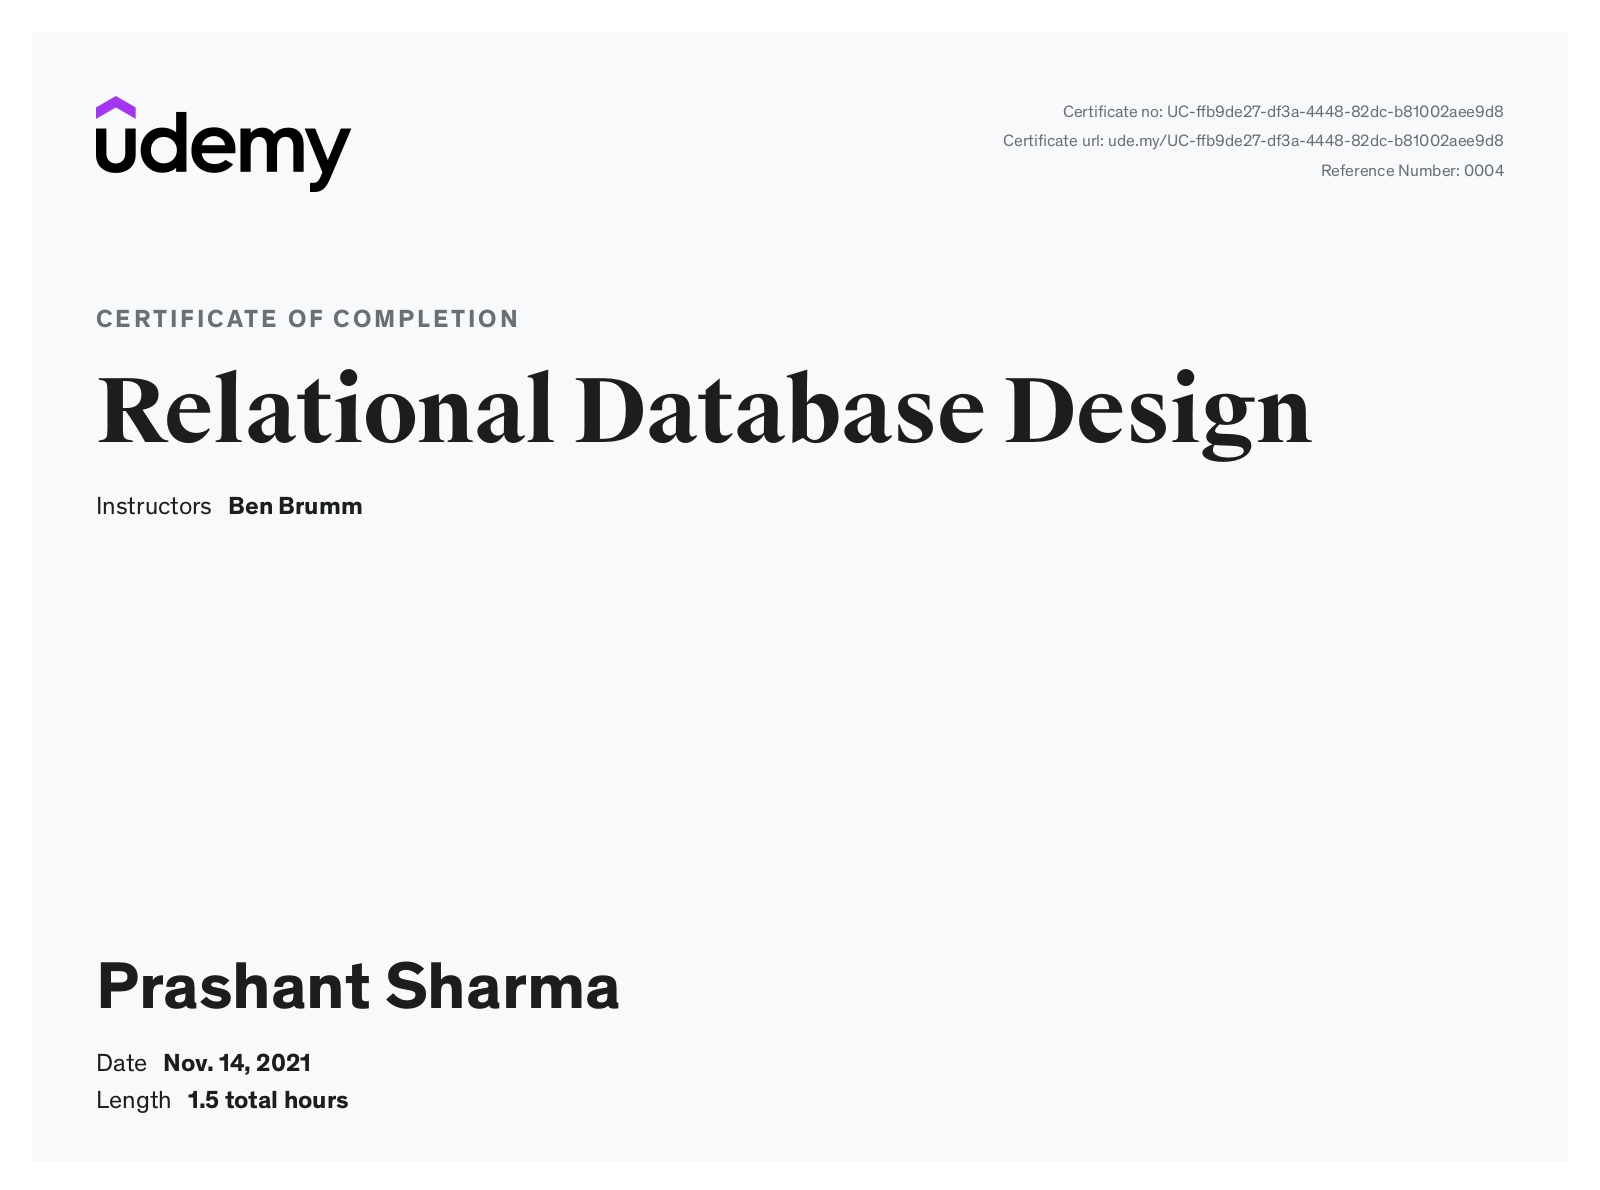 udemy
Certificate no: UC-ffb9de27-df3a-4448-82dc-b81002aee9d8
Certificate url: ude.my/UC-ffb9de27-df3a-4448-82dc-b81002aee9d8
Reference Number: 0004
CERTIFICATE OF COMPLETION
Relational Database Design
Instructors Ben Brumm
Prashant Sharma
Date Nov. 14, 2021
Length 1.5 total hours